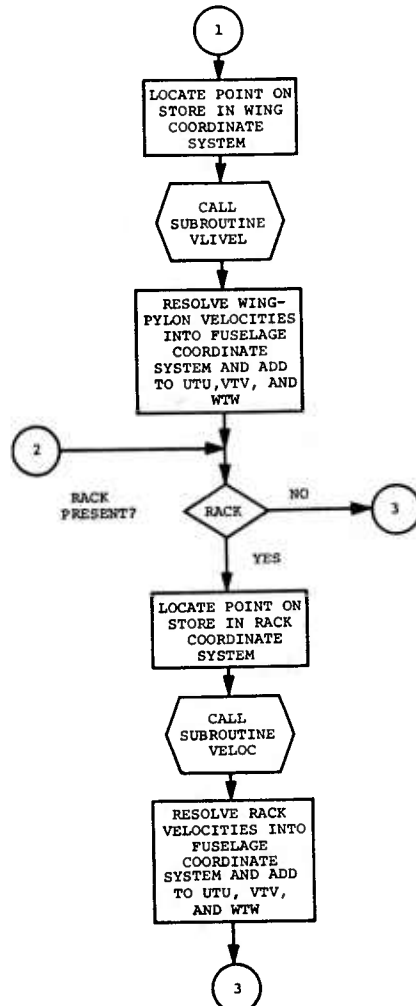 1
LOCATE POINT ON
STORE IN WING
COORDINATE
SYSTEM
CALL
SUBROUTINE
VLIVEL
RESOLVE WING-
PYLON VELOCITIES
INTO FUSELAGE
COORDINATE
SYSTEM AND ADD
TO UTU,VTV, AND
WTW
2
RACK
PRESENT?
RACK
NO
3
YES
LOCATE POINT ON
STORE IN RACK
COORDINATE
SYSTEM
CALL
SUBROUTINE
VELOC
RESOLVE RACK
VELOCITIES INTO
FUSELAGE
COORDINATE
SYSTEM AND ADD
TO UTU, VTV,
AND WTW
3